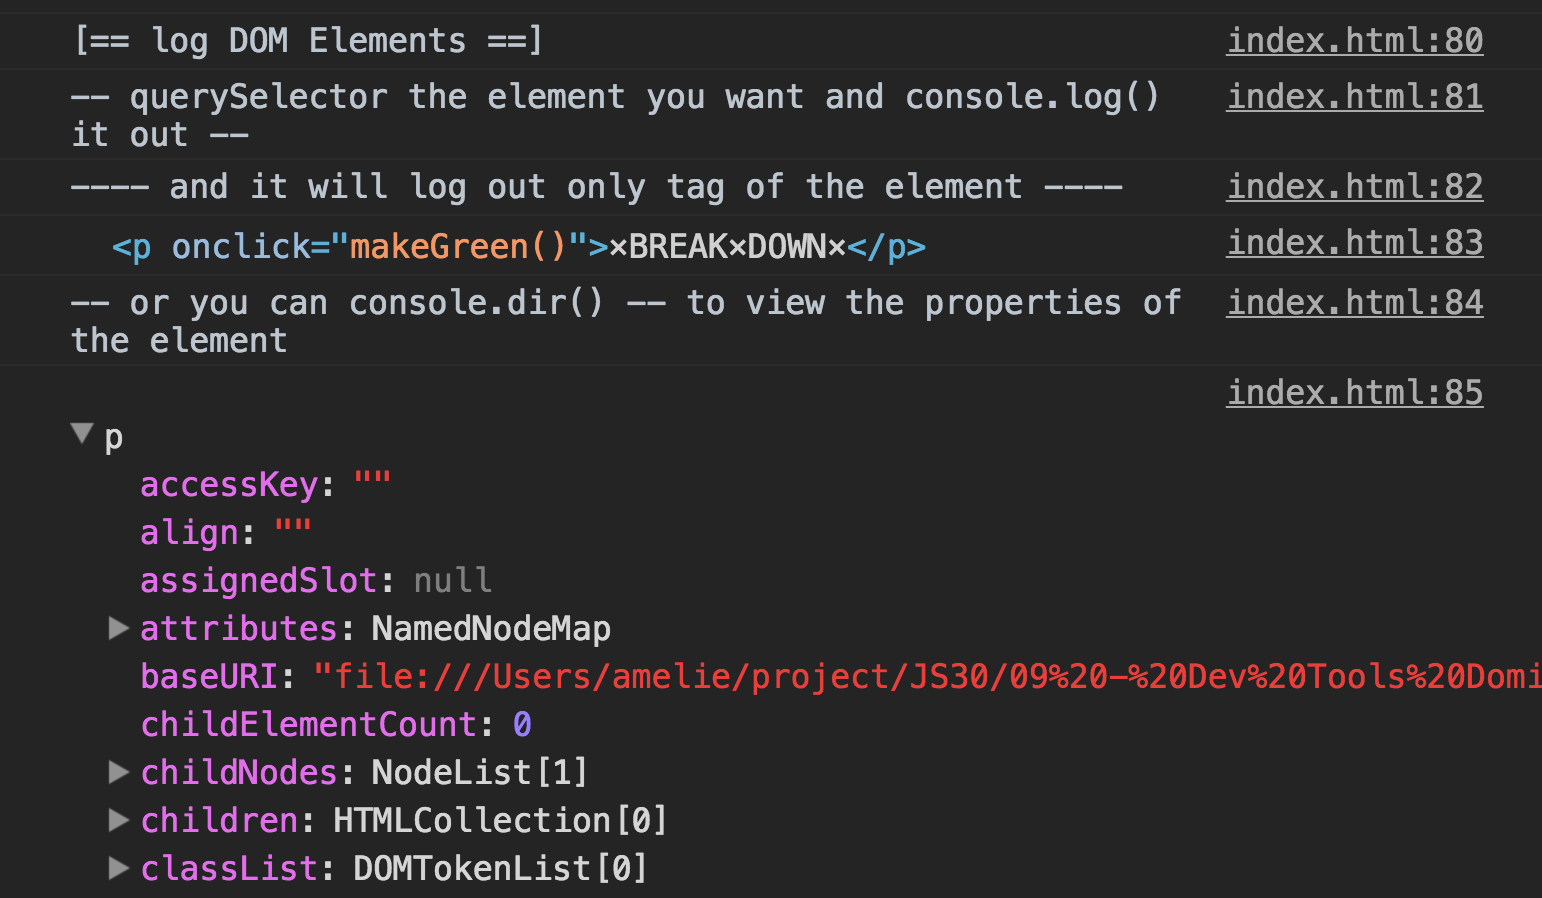 [== log DOM Elements ==] index.html:80
-- querySelector the element you want and console.log() index.html:81
it out --
---- and it will log out only tag of the element ---- index.html:82
<p onclick="makeGreen()">×BREAK×DOWN×</p> index.html:83
-- or you can console.dir() -- to view the properties of index.html:84
the element
index.html:85
▼ p
accessKey: ""
align: ""
assignedSlot: null
▶ attributes: NamedNodeMap
baseURI: "file:///Users/amelie/project/JS30/09%20-%20Dev%20Tools%20Domi
childElementCount: 0
▶ childNodes: NodeList[1]
▶ children: HTMLCollection[0]
▶ classList: DOMTokenList[0]